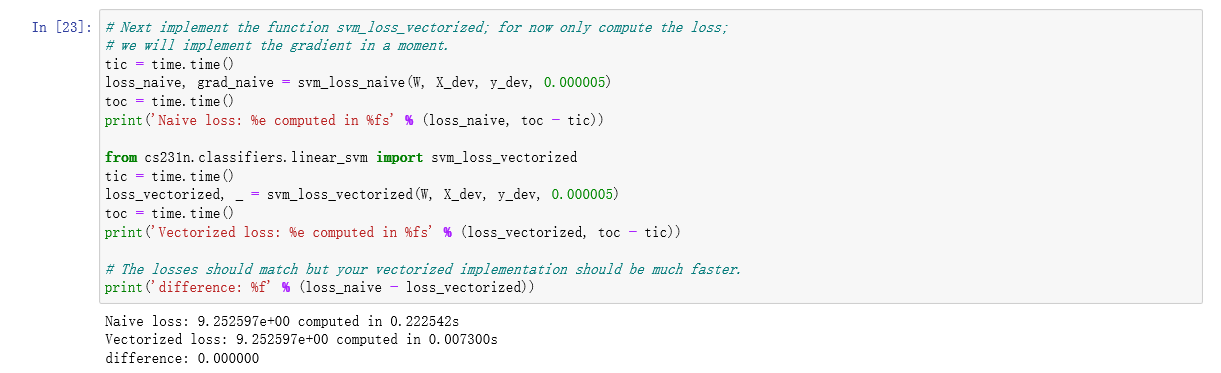 In [23]: # Next implement the function svm_loss_vectorized; for now only compute the loss;
# we will implement the gradient in a moment.
tic = time.time()
loss_naive, grad_naive = svm_loss_naive(W, X_dev, y_dev, 0.000005)
toc = time.time()
print('Naive loss: %e computed in %fs' % (loss_naive, toc - tic))

from cs231n.classifiers.linear_svm import svm_loss_vectorized
tic = time.time()
loss_vectorized, _ = svm_loss_vectorized(W, X_dev, y_dev, 0.000005)
toc = time.time()
print('Vectorized loss: %e computed in %fs' % (loss_vectorized, toc - tic))

# The losses should match but your vectorized implementation should be much faster.
print('difference: %f' % (loss_naive - loss_vectorized))

Naive loss: 9.252597e+00 computed in 0.222542s
Vectorized loss: 9.252597e+00 computed in 0.007300s
difference: 0.000000